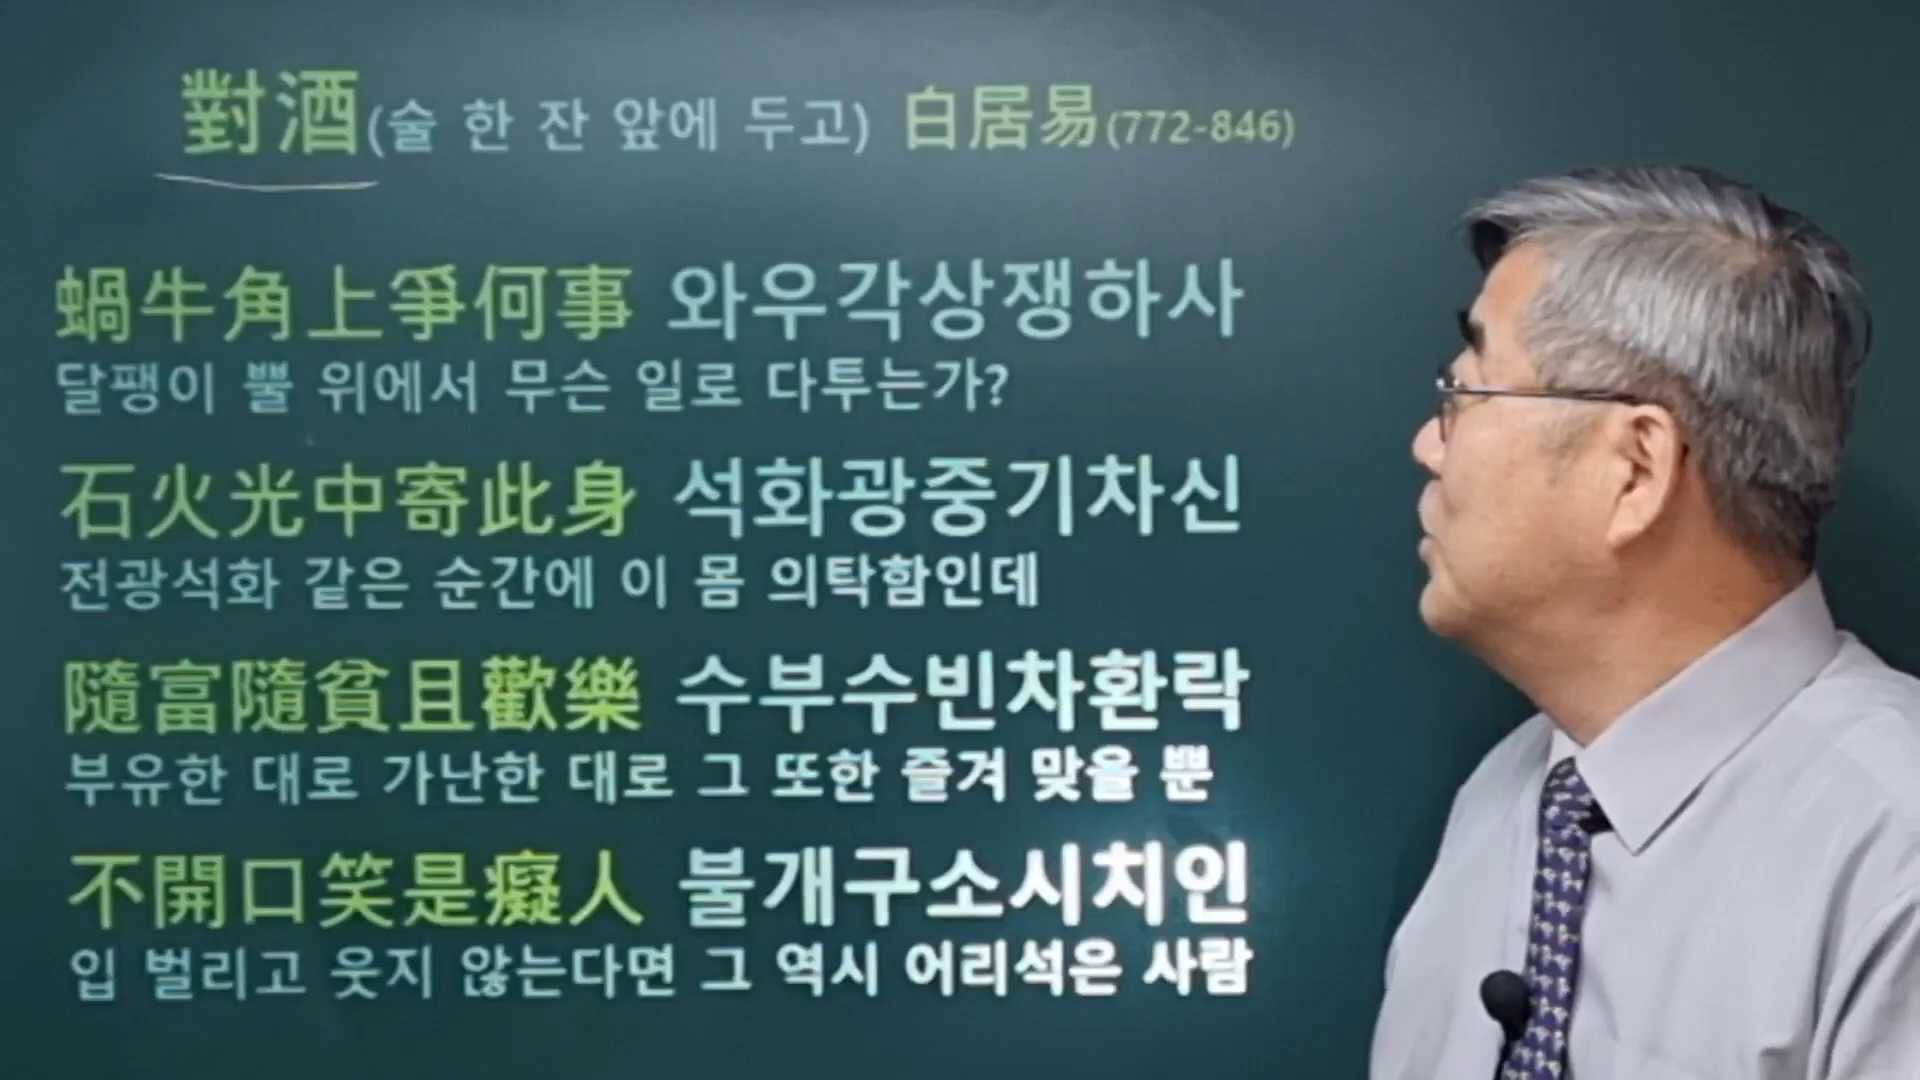 對酒(술 한 잔 앞에 두고) 白居易(772-846)
蝸牛角上爭何事 와우각상쟁하사
달팽이 뿔 위에서 무슨 일로 다투는가?
石火光中寄此身 석화광중기차신
전광석화 같은 순간에 이 몸 의탁함인데
隨富隨貧且歡樂 수부수빈차환락
부유한 대로 가난한 대로 그 또한 즐겨 맞을 뿐
不開口笑是癡人 불개구소시치인
입 벌리고 웃지 않는다면 그 역시 어리석은 사람